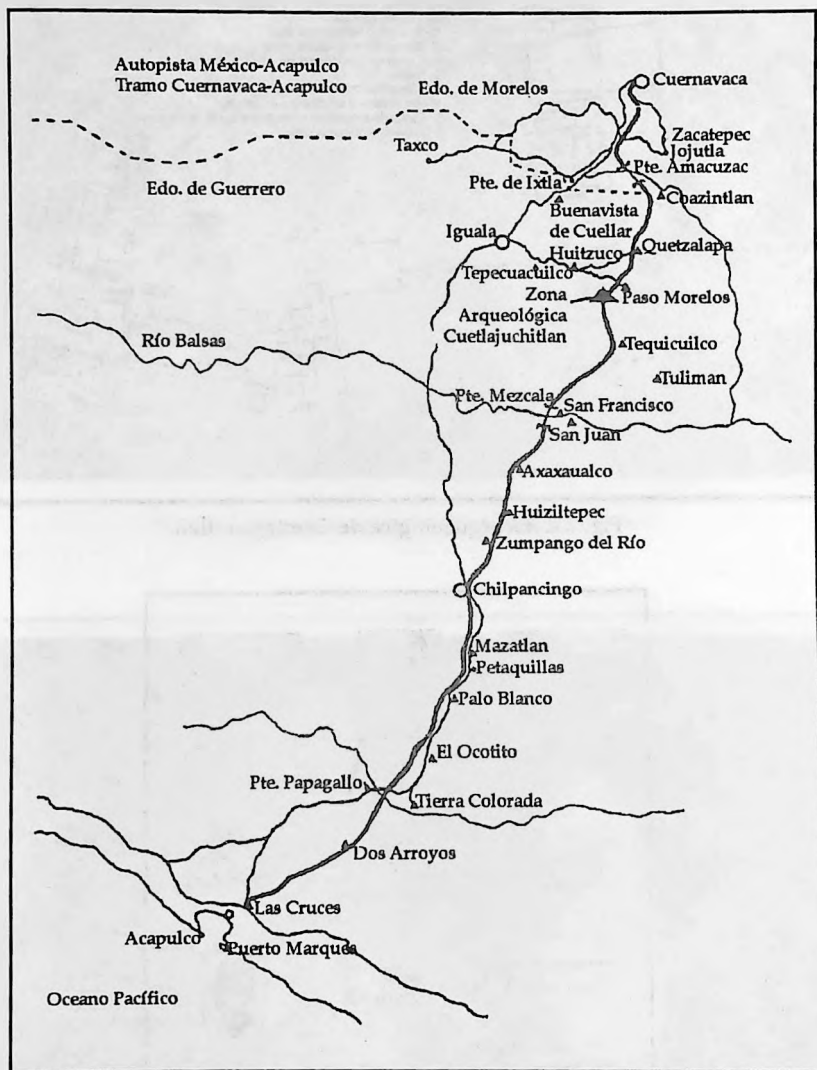 Autopista México-Acapulco
Tramo Cuernavaca-Acapulco
Cuernavaca
Edo. de Morelos
Zacatepec
Jojutla
Taxco
Pte. Amacuzac
Edo. de Guerrero
Pte. de Ixtla
Coazintlan
Buenavista
de Cuellar
Iguala
Huitzuco
Quetzalapa
Tepecuacuilco
Zona
Arqueológica
Cuetlajuchitlan
Paso Morelos
Río Balsas
Tequicuilco
Tuliman
Pte. Mezcala
San Francisco
San Juan
Axaxaualco
Huiziltepec
Zumpango del Río
Chilpancingo
Mazatlan
Petaquillas
Palo Blanco
El Ocotito
Pte. Papagallo
Tierra Colorada
Dos Arroyos
Las Cruces
Acapulco
Puerto Marques
Oceano Pacífico